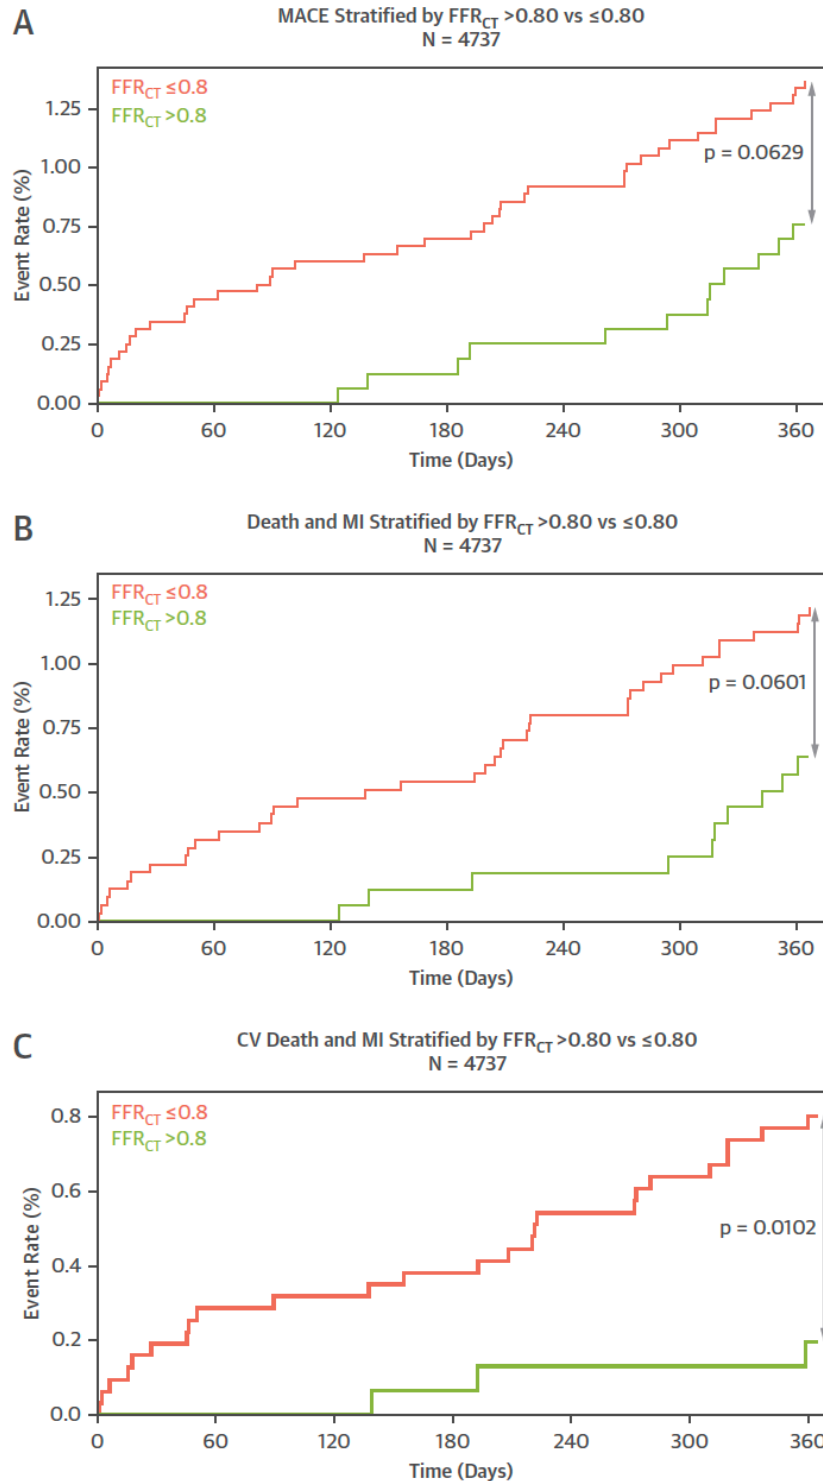 A
MACE Stratified by FFRCT >0.80 vs ≤0.80
N = 4737
FFRCT ≤0.8
FFRCT >0.8
p = 0.0629
Event Rate (%)
1.25
1.00
0.75
0.50
0.25
0.00
0 60 120 180 240 300 360
Time (Days)
B
Death and MI Stratified by FFRCT >0.80 vs ≤0.80
N = 4737
FFRCT ≤0.8
FFRCT >0.8
p = 0.0601
Event Rate (%)
1.25
1.00
0.75
0.50
0.25
0.00
0 60 120 180 240 300 360
Time (Days)
C
CV Death and MI Stratified by FFRCT >0.80 vs ≤0.80
N = 4737
FFRCT ≤0.8
FFRCT >0.8
p = 0.0102
Event Rate (%)
0.8
0.6
0.4
0.2
0.0
0 60 120 180 240 300 360
Time (Days)